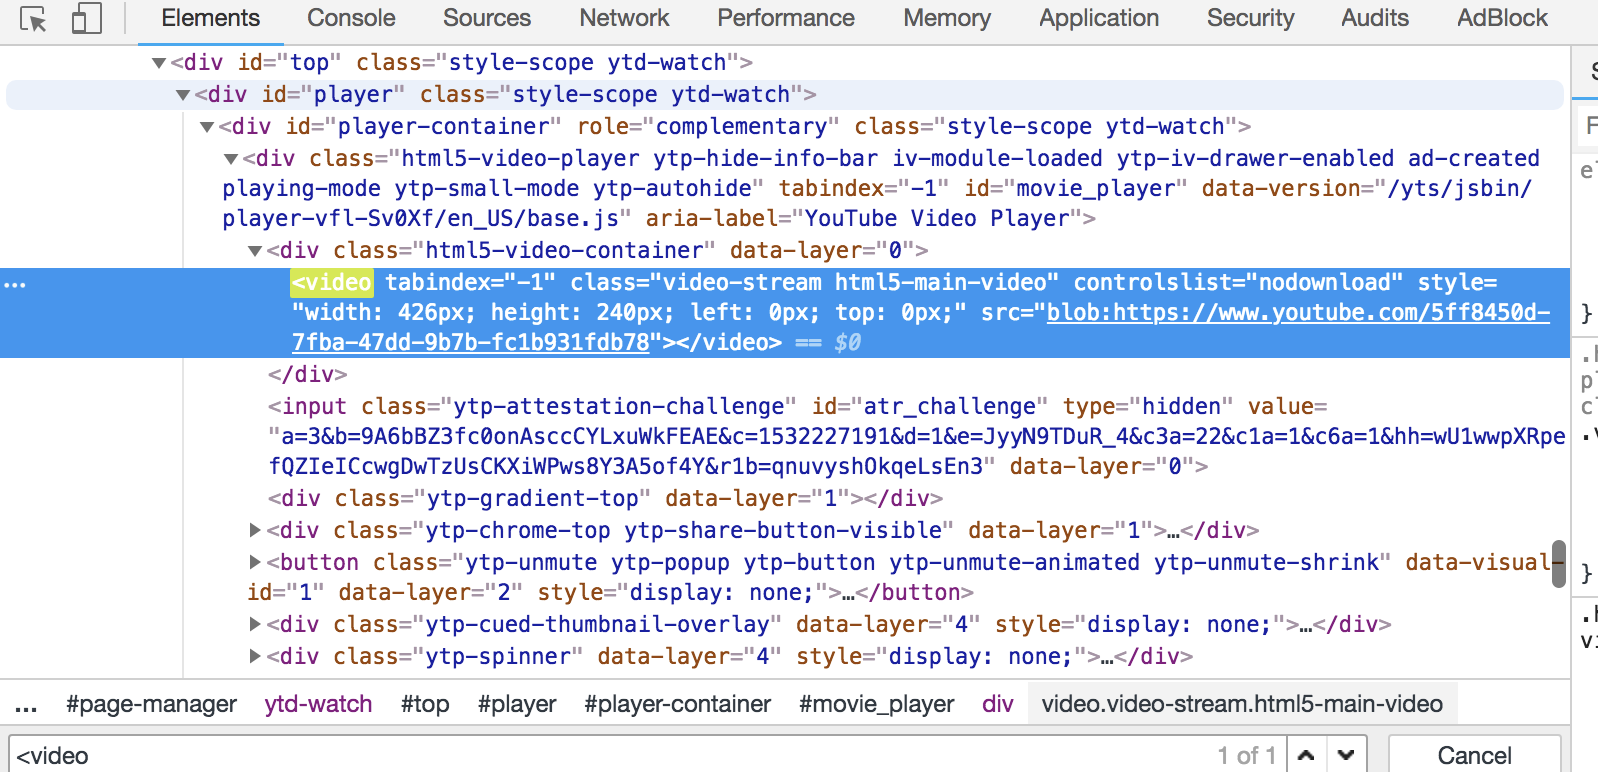 Elements Console Sources Network Performance Memory Application Security Audits AdBlock
▼<div id="top" class="style-scope ytd-watch">
▼<div id="player" class="style-scope ytd-watch">
▼<div id="player-container" role="complementary" class="style-scope ytd-watch">
▼<div class="html5-video-player ytp-hide-info-bar iv-module-loaded ytp-iv-drawer-enabled ad-created
playing-mode ytp-small-mode ytp-autohide" tabindex="-1" id="movie_player" data-version="/yts/jsbin/
player-vfl-Sv0Xf/en_US/base.js" aria-label="YouTube Video Player">
▼<div class="html5-video-container" data-layer="0">
… <video tabindex="-1" class="video-stream html5-main-video" controlslist="nodownload" style=
"width: 426px; height: 240px; left: 0px; top: 0px;" src="blob:https://www.youtube.com/5ff8450d-
7fba-47dd-9b7b-fc1b931fdb78"></video> == $0
</div>
<input class="ytp-attestation-challenge" id="atr_challenge" type="hidden" value=
"a=3&b=9A6bBZ3fc0onAsccCYLxuWkFEAE&c=1532227191&d=1&e=JyyN9TDuR_4&c3a=22&c1a=1&c6a=1&hh=wU1wwpXRpe
fQZIeICcwgDwTzUsCKXiWPws8Y3A5of4Y&r1b=qnuvyshOkqeLsEn3" data-layer="0">
<div class="ytp-gradient-top" data-layer="1"></div>
▶<div class="ytp-chrome-top ytp-share-button-visible" data-layer="1">…</div>
▶<button class="ytp-unmute ytp-popup ytp-button ytp-unmute-animated ytp-unmute-shrink" data-visual-
id="1" data-layer="2" style="display: none;">…</button>
▶<div class="ytp-cued-thumbnail-overlay" data-layer="4" style="display: none;">…</div>
▶<div class="ytp-spinner" data-layer="4" style="display: none;">…</div>
… #page-manager ytd-watch #top #player #player-container #movie_player div video.video-stream.html5-main-video
<video 1 of 1 Cancel